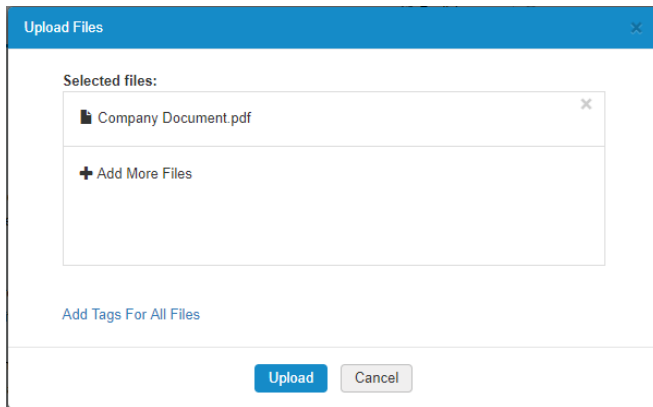 Upload Files
Selected files:
Company Document.pdf
Add More Files
Add Tags For All Files
Upload
Cancel